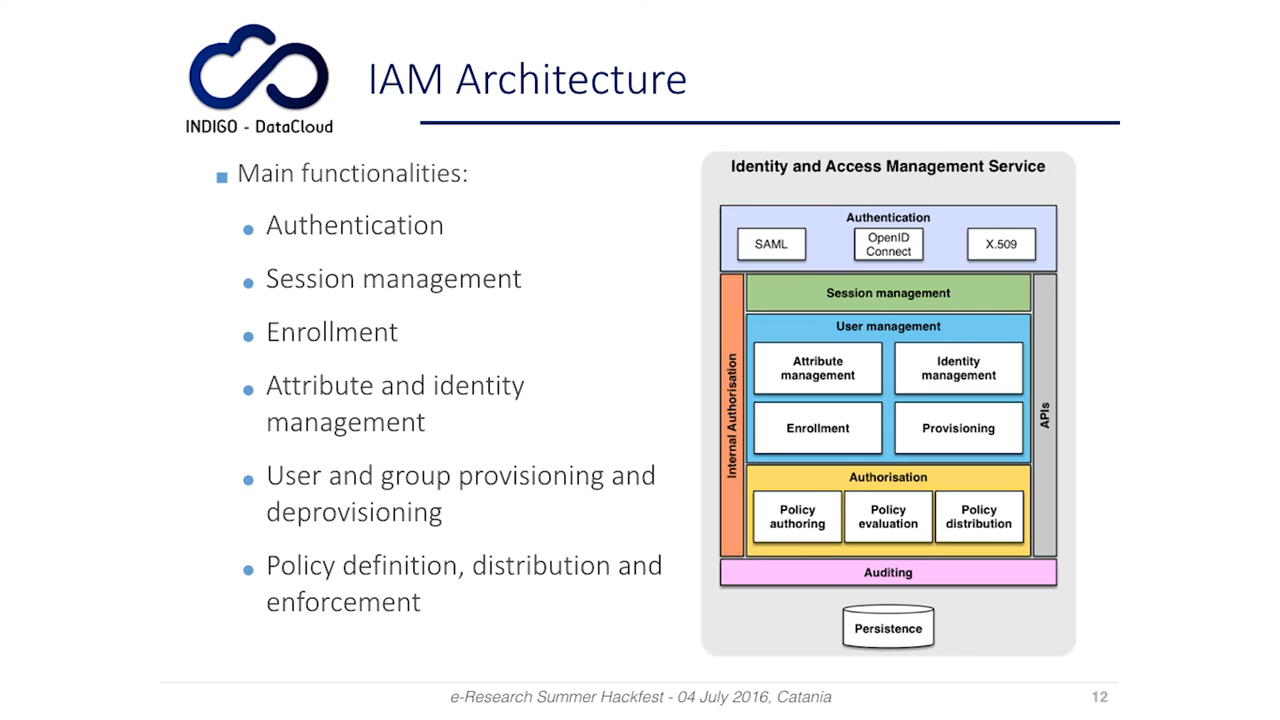 INDIGO - DataCloud
IAM Architecture
Main functionalities:
Authentication
Session management
Enrollment
Attribute and identity
management
User and group provisioning and
deprovisioning
Policy definition, distribution and
enforcement
Identity and Access Management Service
Authentication
SAML
OpenID
Connect
X.509
Internal Authorisation
Session management
User management
Attribute
management
Identity
management
Enrollment
Provisioning
APIs
Authorisation
Policy
authoring
Policy
evaluation
Policy
distribution
Auditing
Persistence
e-Research Summer Hackfest - 04 July 2016, Catania
12